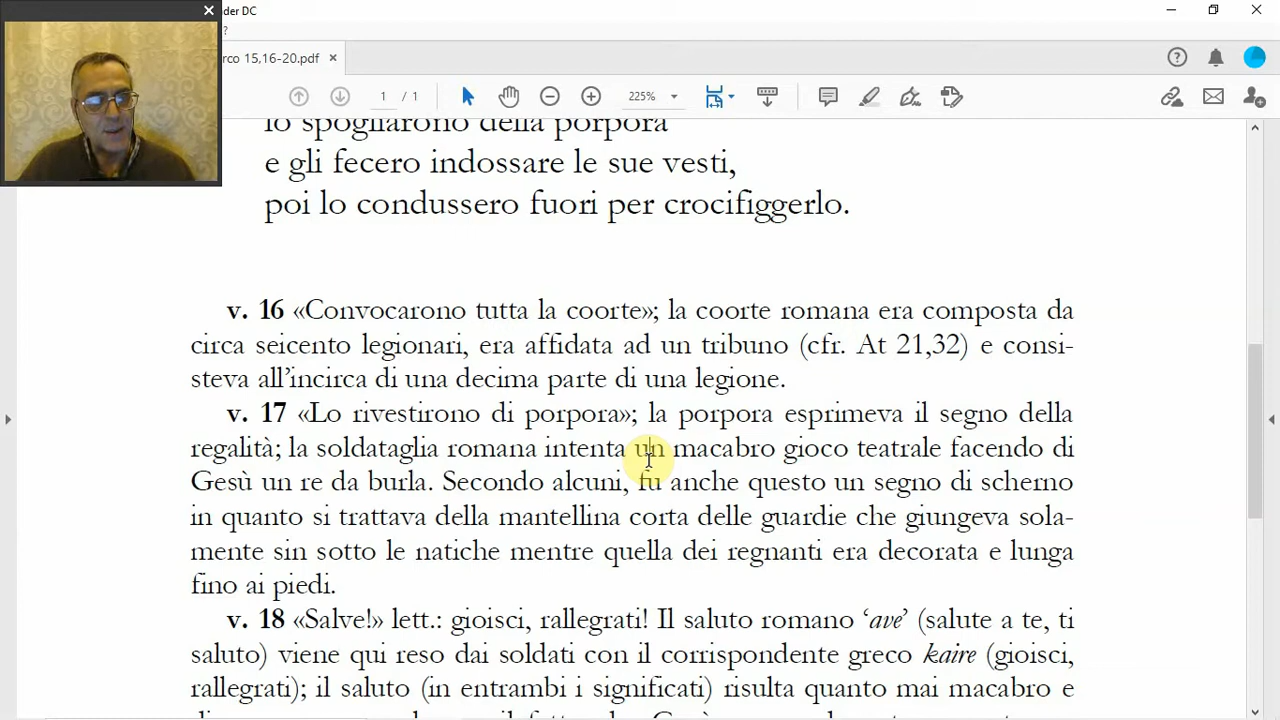 der DC
?
rco 15,16-20.pdf ×
1 / 1
225%
lo spogliarono della porpora
e gli fecero indossare le sue vesti,
poi lo condussero fuori per crocifiggerlo.
v. 16 «Convocarono tutta la coorte»; la coorte romana era composta da
circa seicento legionari, era affidata ad un tribuno (cfr. At 21,32) e consi-
steva all’incirca di una decima parte di una legione.
v. 17 «Lo rivestirono di porpora»; la porpora esprimeva il segno della
regalità; la soldataglia romana intenta un macabro gioco teatrale facendo di
Gesù un re da burla. Secondo alcuni, fu anche questo un segno di scherno
in quanto si trattava della mantellina corta delle guardie che giungeva sola-
mente sin sotto le natiche mentre quella dei regnanti era decorata e lunga
fino ai piedi.
v. 18 «Salve!» lett.: gioisci, rallegrati! Il saluto romano ‘ave’ (salute a te, ti
saluto) viene qui reso dai soldati con il corrispondente greco kaire (gioisci,
rallegrati); il saluto (in entrambi i significati) risulta quanto mai macabro e